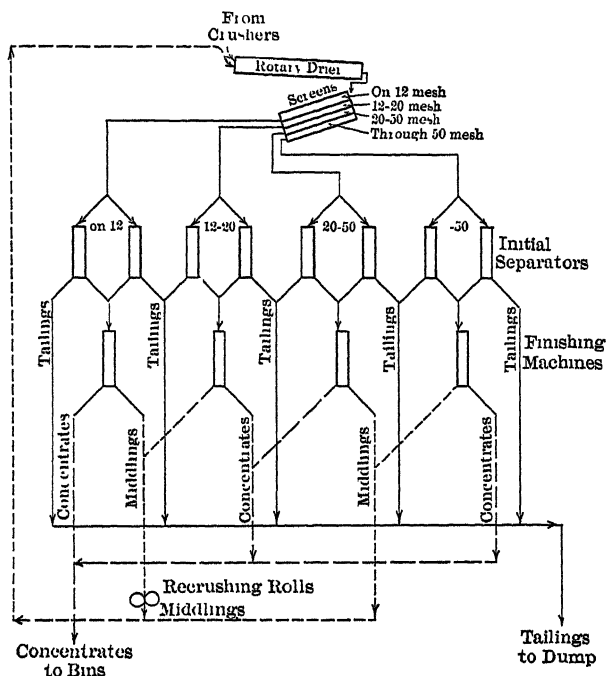 From
Crushers
Rotary Drier
Screens
On 12 mesh
12-20 mesh
20-50 mesh
Through 50 mesh
on 12
12-20
20-50
-50
Initial
Separators
Tailings
Tailings
Tailings
Tailings
Tailings
Finishing
Machines
Concentrates
Middlings
Concentrates
Middlings
Concentrates
Recrushing Rolls
Middlings
Concentrates
to Bins
Tailings
to Dump